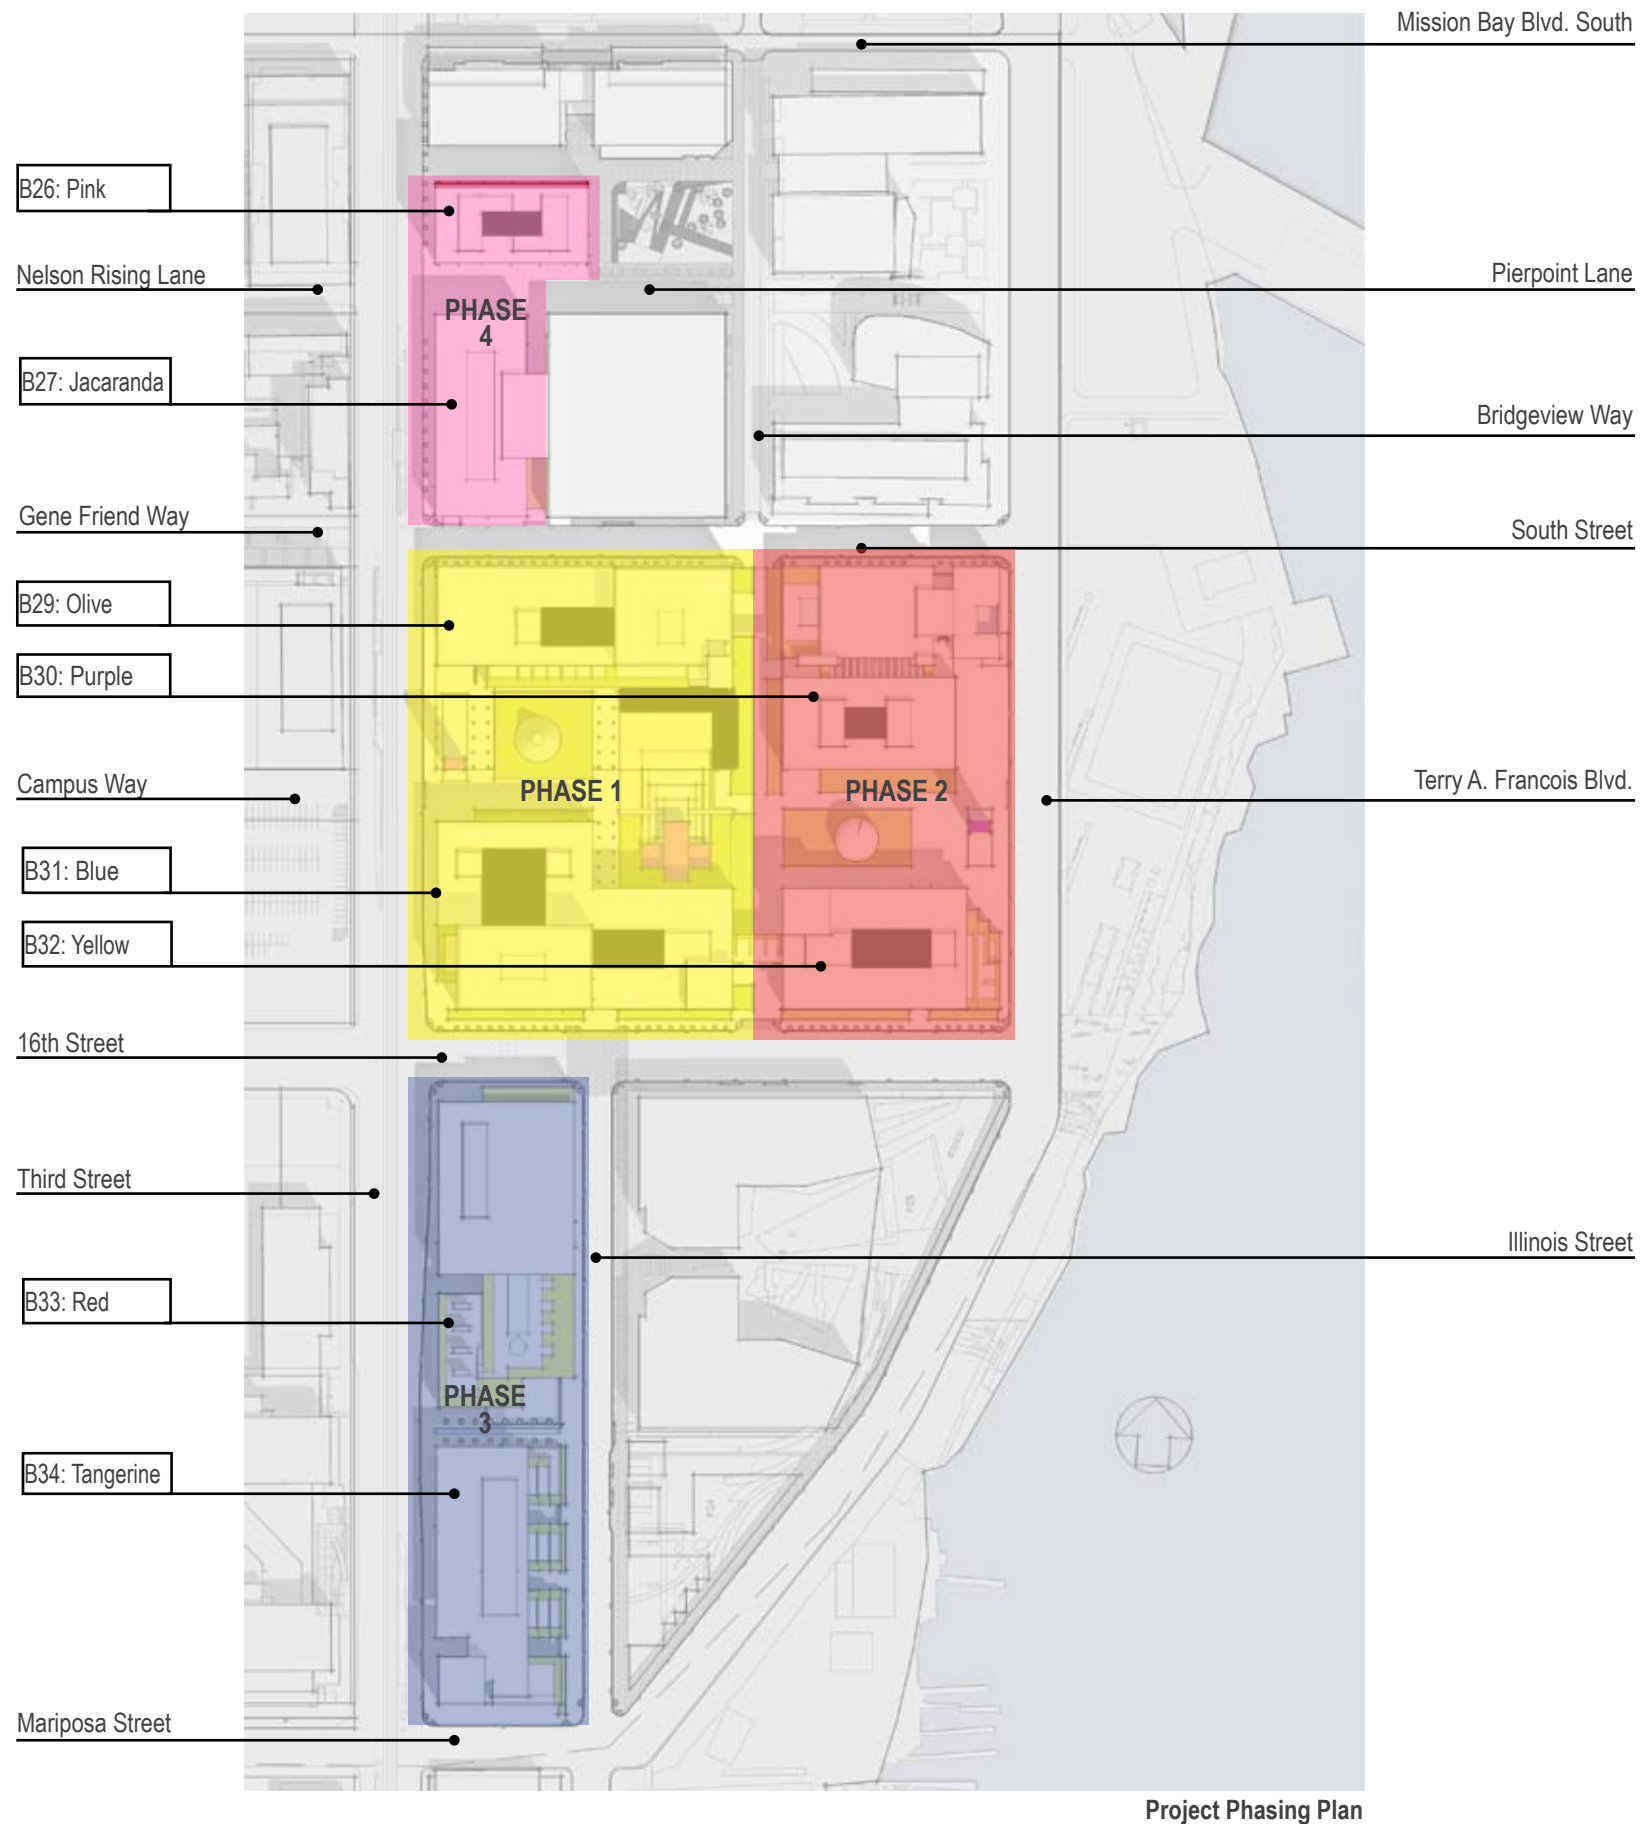 Mission Bay Blvd. South
B26: Pink
Nelson Rising Lane
Pierpoint Lane
PHASE
4
B27: Jacaranda
Bridgeview Way
Gene Friend Way
South Street
B29: Olive
B30: Purple
Campus Way
PHASE 1
PHASE 2
Terry A. Francois Blvd.
B31: Blue
B32: Yellow
16th Street
Third Street
Illinois Street
B33: Red
PHASE
3
B34: Tangerine
Mariposa Street
Project Phasing Plan